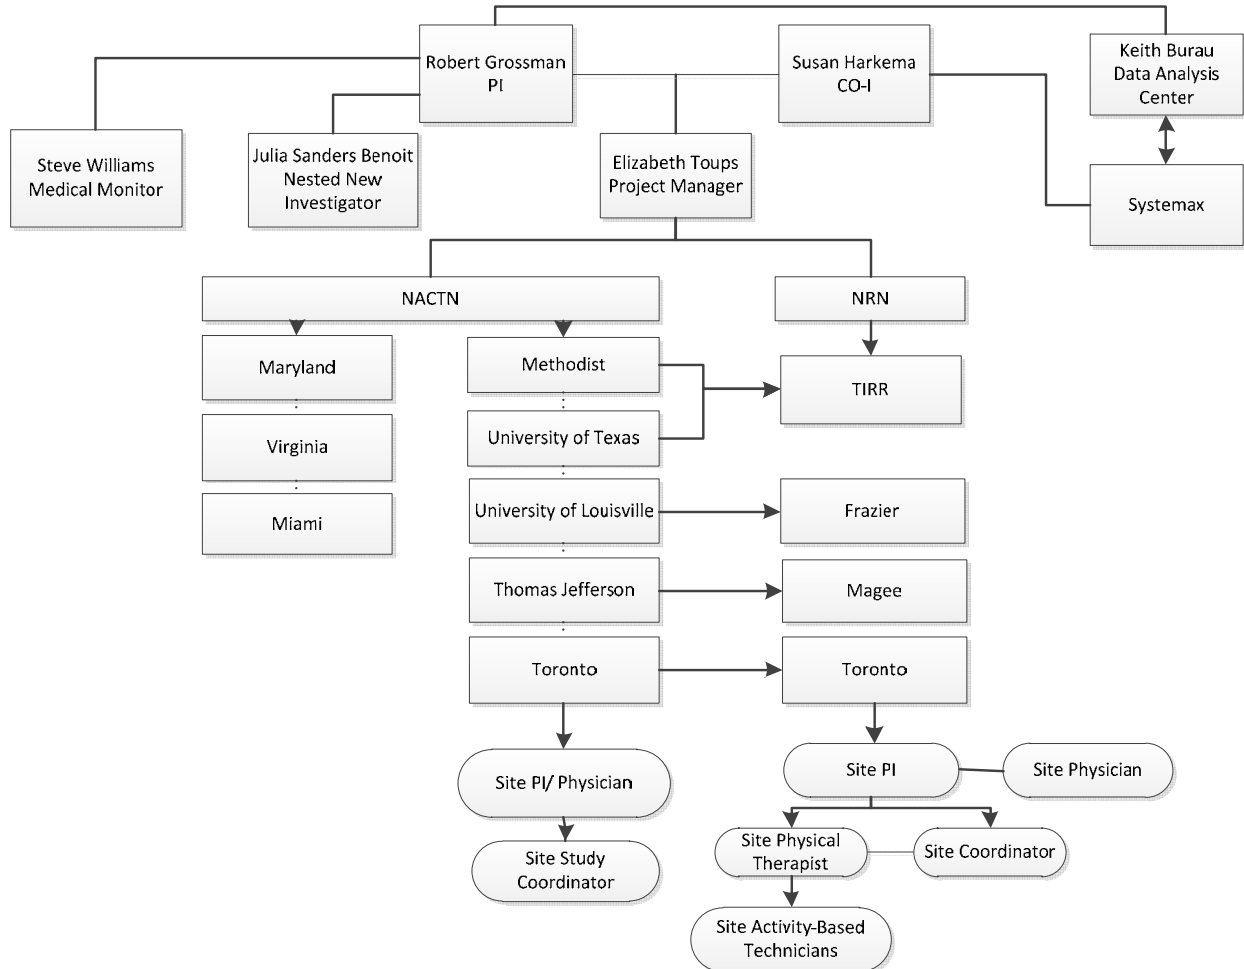 Robert Grossman
PI
Susan Harkema
CO-I
Keith Burau
Data Analysis
Center
Steve Williams
Medical Monitor
Julia Sanders Benoit
Nested New
Investigator
Elizabeth Toups
Project Manager
Systemax
NACTN
NRN
Maryland
Methodist
TIRR
Virginia
University of Texas
Miami
University of Louisville
Frazier
Thomas Jefferson
Magee
Toronto
Toronto
Site PI/ Physician
Site PI
Site Physician
Site Study
Coordinator
Site Physical
Therapist
Site Coordinator
Site Activity-Based
Technicians